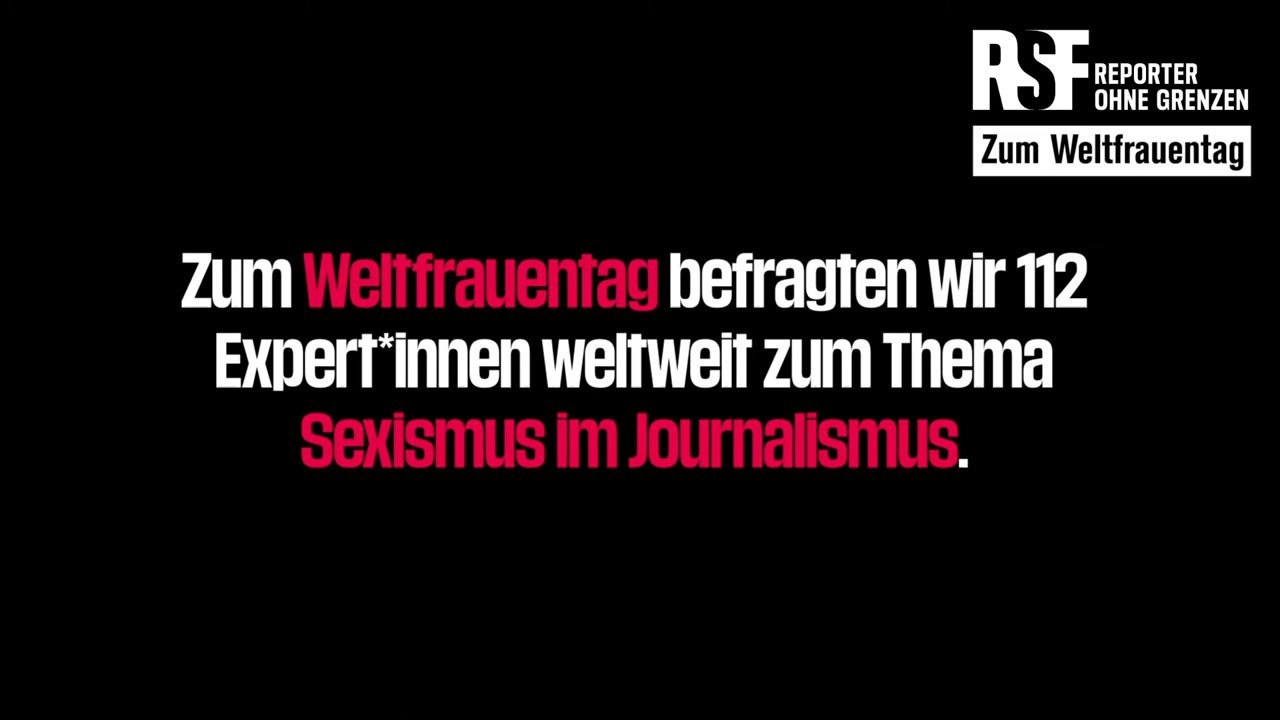 RSF REPORTER
OHNE GRENZEN
Zum Weltfrauentag
Zum Weltfrauentag befragten wir 112
Expert*innen weltweit zum Thema
Sexismus im Journalismus.